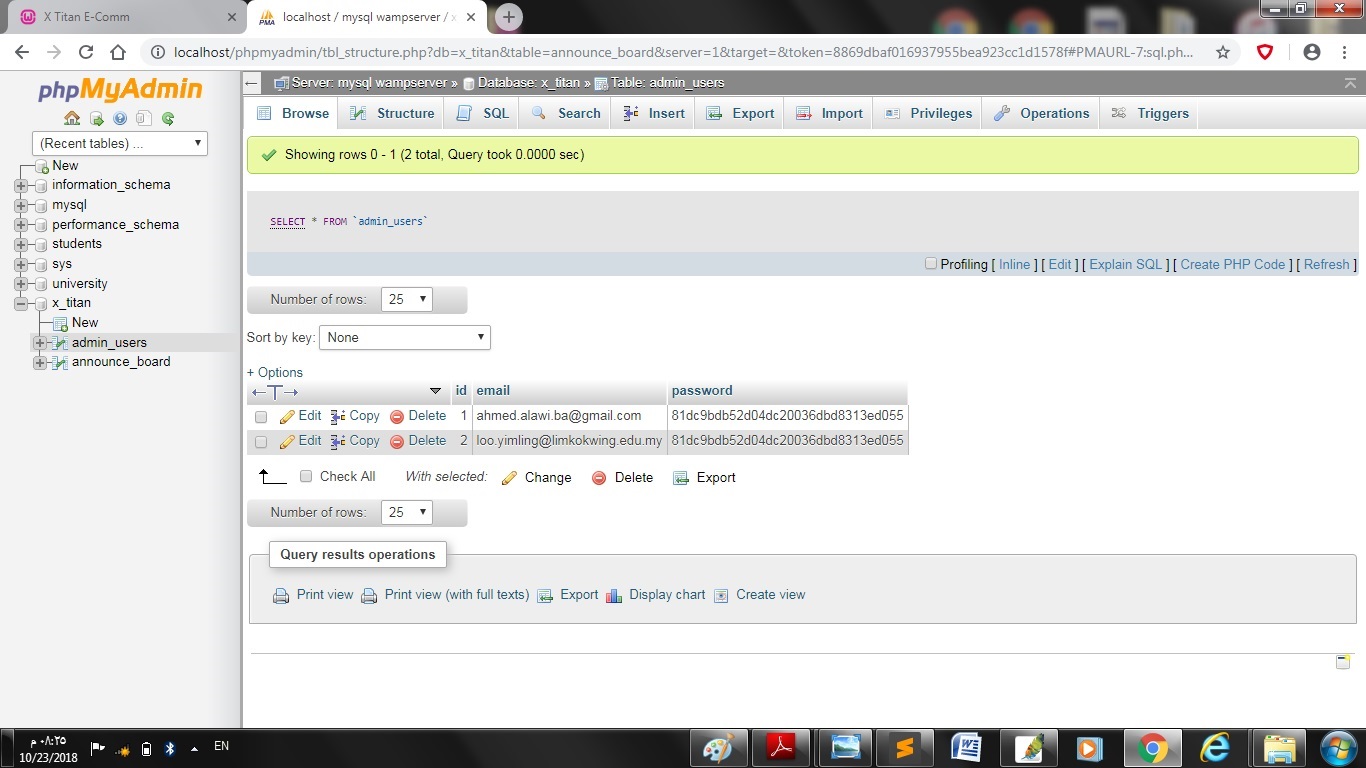 X Titan E-Comm
localhost / mysql wampserver / x
localhost/phpmyadmin/tbl_structure.php?db=x_titan&table=announce_board&server=1&target=&token=8869dbaf016937955bea923cc1d1578f#PMAURL-7:sql.ph...
phpMyAdmin
(Recent tables) ...
New
information_schema
mysql
performance_schema
students
sys
university
x_titan
New
admin_users
announce_board
Server: mysql wampserver » Database: x_titan » Table: admin_users
Browse Structure SQL Search Insert Export Import Privileges Operations Triggers
Showing rows 0 - 1 (2 total, Query took 0.0000 sec)
SELECT * FROM `admin_users`
Profiling [ Inline ] [ Edit ] [ Explain SQL ] [ Create PHP Code ] [ Refresh ]
Number of rows: 25
Sort by key: None
+ Options
←T→ id email password
Edit Copy Delete 1 ahmed.alawi.ba@gmail.com 81dc9bdb52d04dc20036dbd8313ed055
Edit Copy Delete 2 loo.yimling@limkokwing.edu.my 81dc9bdb52d04dc20036dbd8313ed055
Check All With selected: Change Delete Export
Number of rows: 25
Query results operations
Print view Print view (with full texts) Export Display chart Create view
٠٨:٢٥ م
10/23/2018
EN